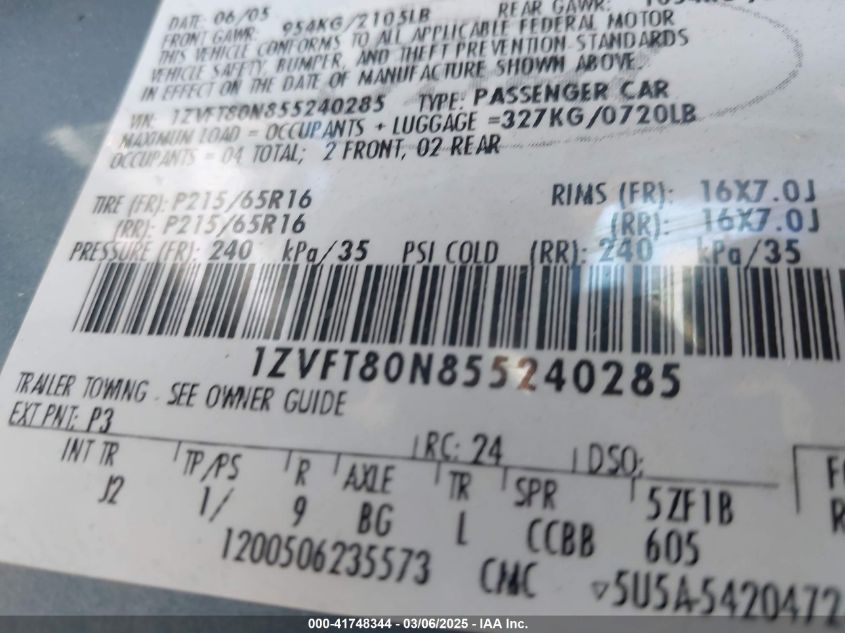 DATE: 06/05 REAR GAWR:
FRONT GAWR: 954KG/2105LB
THIS VEHICLE CONFORMS TO ALL APPLICABLE FEDERAL MOTOR
VEHICLE SAFETY, BUMPER, AND THEFT PREVENTION STANDARDS
IN EFFECT ON THE DATE OF MANUFACTURE SHOWN ABOVE.
VIN: 1ZVFT80N855240285 TYPE: PASSENGER CAR
MAXIMUM LOAD = OCCUPANTS + LUGGAGE =327KG/0720LB
OCCUPANTS = 04 TOTAL; 2 FRONT, 02 REAR
TIRE (FR): P215/65R16 RIMS (FR): 16X7.0J
(RR): P215/65R16 (RR): 16X7.0J
PRESSURE (FR): 240 kPa/35 PSI COLD (RR): 240 kPa/35
1ZVFT80N855240285
TRAILER TOWING - SEE OWNER GUIDE
EXT PNT: P3 RC: 24 DSO:
INT TR TP/PS R AXLE TR SPR 5ZF1B
J2 1/ 9 BG L CCBB 605
1200506235573 CMC ▽5U5A-5420472
000-41748344 — 03/06/2025 - IAA Inc.